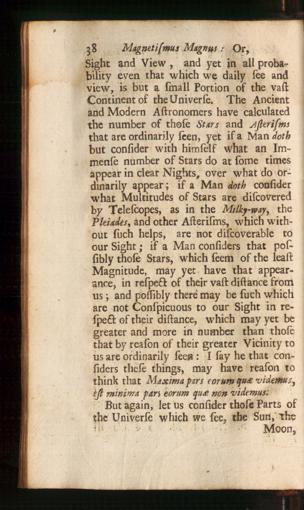 38 Magnetiſmus Magnus: Or,
Sight and View, and yet in all proba-
bility even that which we daily ſee and
view, is but a ſmall Portion of the vaſt
Continent of the Univerſe. The Ancient
and Modern Aſtronomers have calculated
the number of thoſe Stars and Aſteriſms
that are ordinarily ſeen, yet if a Man doth
but conſider with himſelf what an Im-
menſe number of Stars do at ſome times
appear in clear Nights, over what do or-
dinarily appear; if a Man doth conſider
what Multitudes of Stars are diſcovered
by Teleſcopes, as in the Milky-way, the
Pleiades, and other Aſteriſms, which with-
out ſuch helps, are not diſcoverable to
our Sight; if a Man conſiders that poſ-
ſibly thoſe Stars, which ſeem of the leaſt
Magnitude, may yet have that appear-
ance, in reſpect of their vaſt diſtance from
us; and poſſibly there may be ſuch which
are not Conſpicuous to our Sight in re-
ſpect of their diſtance, which may yet be
greater and more in number than thoſe
that by reaſon of their greater Vicinity to
us are ordinarily ſeen: I ſay he that con-
ſiders theſe things, may have reaſon to
think that Maxima pars eorum quæ videmus,
eſt minima pars eorum quæ non videmus.
But again, let us conſider thoſe Parts of
the Univerſe which we ſee, the Sun, the
Moon,